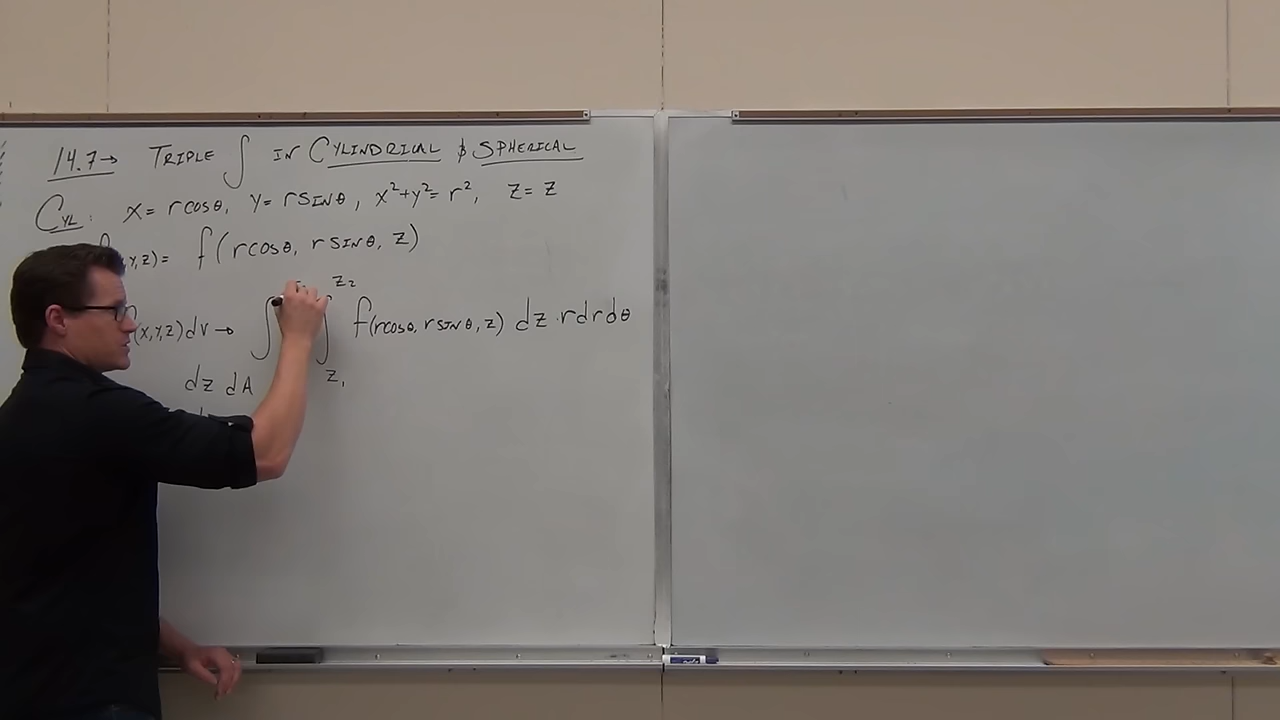 14.7→ TRIPLE ∫ IN CYLINDRICAL & SPHERICAL
CYL: x = rcosθ, y = rSINθ, x²+y²= r², z = z
y,z) = f(rcosθ, rSINθ, z)
z₂
(x,y,z)dv → ∫ ∫ f(rcosθ, rSINθ, z) dz · rdrdθ
z₁
dz dA